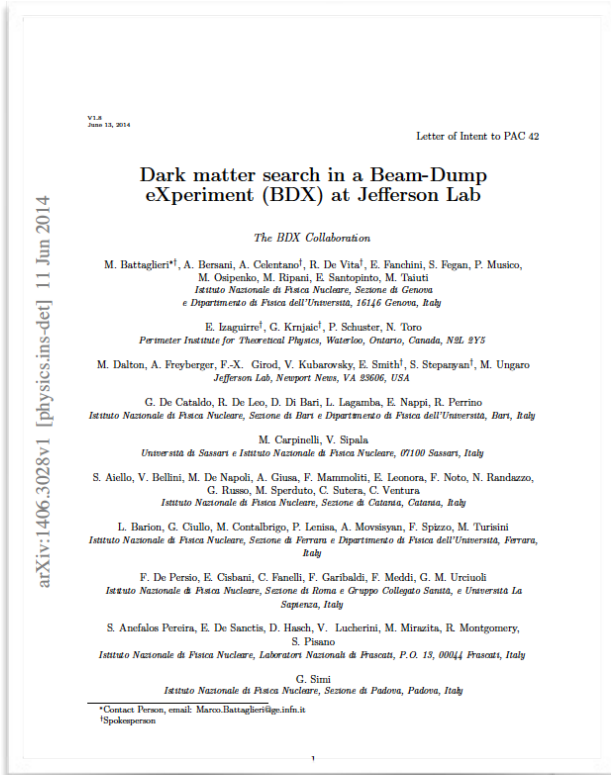 V1.8
June 13, 2014
Letter of Intent to PAC 42
Dark matter search in a Beam-Dump
eXperiment (BDX) at Jefferson Lab
The BDX Collaboration
M. Battaglieri*†, A. Bersani, A. Celentano†, R. De Vita†, E. Fanchini, S. Fegan, P. Musico,
M. Osipenko, M. Ripani, E. Santopinto, M. Taiuti
Istituto Nazionale di Fisica Nucleare, Sezione di Genova
e Dipartimento di Fisica dell'Università, 16146 Genova, Italy
E. Izaguirre†, G. Krnjaic†, P. Schuster, N. Toro
Perimeter Institute for Theoretical Physics, Waterloo, Ontario, Canada, N2L 2Y5
M. Dalton, A. Freyberger, F.-X. Girod, V. Kubarovsky, E. Smith†, S. Stepanyan†, M. Ungaro
Jefferson Lab, Newport News, VA 23606, USA
G. De Cataldo, R. De Leo, D. Di Bari, L. Lagamba, E. Nappi, R. Perrino
Istituto Nazionale di Fisica Nucleare, Sezione di Bari e Dipartimento di Fisica dell'Università, Bari, Italy
M. Carpinelli, V. Sipala
Università di Sassari e Istituto Nazionale di Fisica Nucleare, 07100 Sassari, Italy
S. Aiello, V. Bellini, M. De Napoli, A. Giusa, F. Mammoliti, E. Leonora, F. Noto, N. Randazzo,
G. Russo, M. Sperduto, C. Sutera, C. Ventura
Istituto Nazionale di Fisica Nucleare, Sezione di Catania, Catania, Italy
L. Barion, G. Ciullo, M. Contalbrigo, P. Lenisa, A. Movsisyan, F. Spizzo, M. Turisini
Istituto Nazionale di Fisica Nucleare, Sezione di Ferrara e Dipartimento di Fisica dell'Università, Ferrara,
Italy
F. De Persio, E. Cisbani, C. Fanelli, F. Garibaldi, F. Meddi, G. M. Urciuoli
Istituto Nazionale di Fisica Nucleare, Sezione di Roma e Gruppo Collegato Sanità, e Università La
Sapienza, Italy
S. Anefalos Pereira, E. De Sanctis, D. Hasch, V. Lucherini, M. Mirazita, R. Montgomery,
S. Pisano
Istituto Nazionale di Fisica Nucleare, Laboratori Nazionali di Frascati, P.O. 13, 00044 Frascati, Italy
G. Simi
Istituto Nazionale di Fisica Nucleare, Sezione di Padova, Padova, Italy
*Contact Person, email: Marco.Battaglieri@ge.infn.it
†Spokesperson
1
arXiv:1406.3028v1 [physics.ins-det] 11 Jun 2014